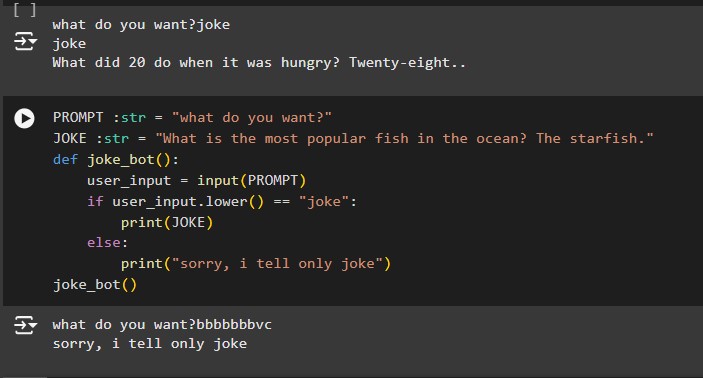 [ ]
what do you want?joke
joke
What did 20 do when it was hungry? Twenty-eight..
PROMPT :str = "what do you want?"
JOKE :str = "What is the most popular fish in the ocean? The starfish."
def joke_bot():
    user_input = input(PROMPT)
    if user_input.lower() == "joke":
        print(JOKE)
    else:
        print("sorry, i tell only joke")
joke_bot()
what do you want?bbbbbbbvc
sorry, i tell only joke